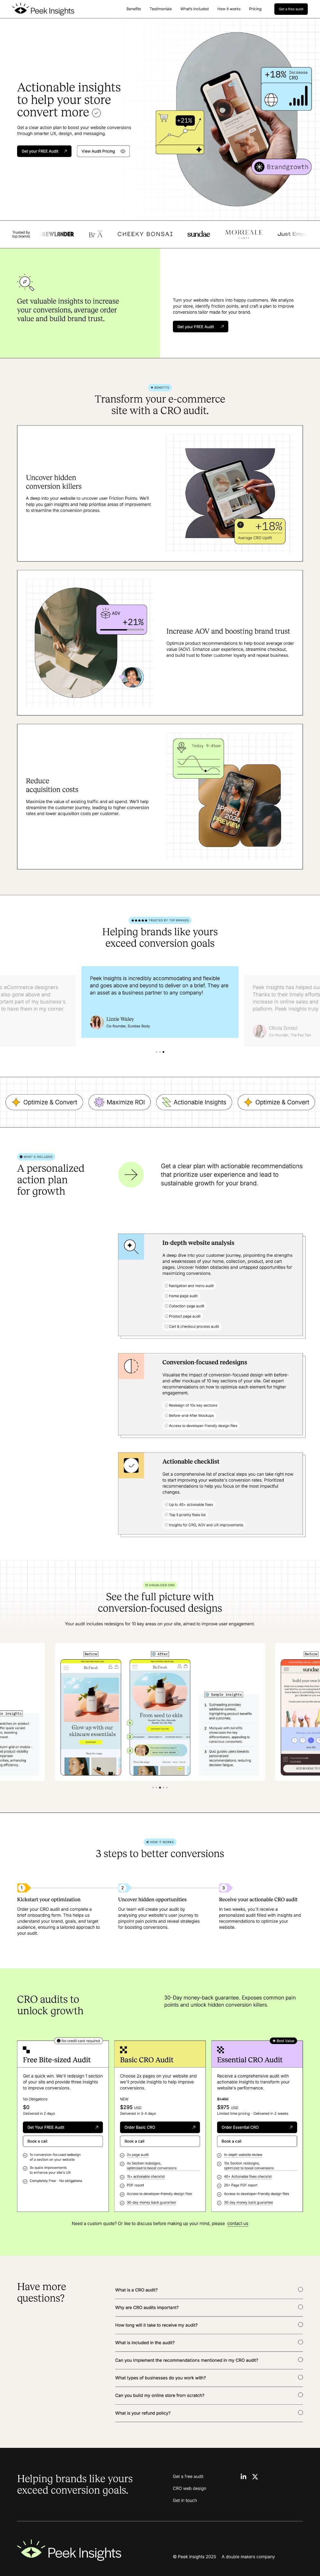 Peek Insights
Benefits
Testimonials
What's included
How it works
Pricing
Get a free audit
Actionable insights
to help your store
convert more
Get a clear action plan to boost your website conversions
through smarter UX, design, and messaging.
Get your FREE Audit
View Audit Pricing
+18%
Increase
CRO
+21%
Brandgrowth
Trusted by
top brands
NEWLANDER
CHEEKY BONSAI
sundae
MOREALE
PARIS
Get valuable insights to increase
your conversions, average order
value and build brand trust.
Turn your website visitors into happy customers. We analyze
your store, identify friction points, and craft a plan to improve
conversions tailor made for your brand.
Get your FREE Audit
BENEFITS
Transform your e-commerce
site with a CRO audit.
Uncover hidden
conversion killers
A deep into your website to uncover user Friction Points. We'll
help you gain insights and help prioritise areas of improvement
to streamline the conversion process.
+18%
Average CRO Uplift
AOV
+21%
Increase AOV and boosting brand trust
Optimize product recommendations to help boost average order
value (AOV). Enhance user experience, streamline checkout,
and build trust to foster customer loyalty and repeat business.
Reduce
acquisition costs
Maximize the value of existing traffic and ad spend. We'll help
streamline the customer journey, leading to higher conversion
rates and lower acquisition costs per customer.
Today 9:45am
SPRING
2024
PREVIEW
TRUSTED BY TOP BRANDS
Helping brands like yours
exceed conversion goals
s eCommerce designers
also gone above and
ortant part of my business's
to have them in my corner.
Peek Insights is incredibly accommodating and flexible
and goes above and beyond to deliver a brief. They are
an asset as a business partner to any company!
Lizzie Waley
Co-founder, Sundae Body
Peek Insights has helped ou
Thanks to their timely efforts
increase in online sales and
platform. Peek Insights truly
Optimize & Convert
Maximize ROI
Actionable Insights
Optimize & Convert
WHAT'S INCLUDED
A personalized
action plan
for growth
Get a clear plan with actionable recommendations
that prioritize user experience and lead to
sustainable growth for your brand.
In-depth website analysis
A deep dive into your customer journey, pinpointing the strengths
and weaknesses of your home, collection, product, and cart
pages. Uncover hidden obstacles and untapped opportunities for
maximizing conversions.
Navigation and menu audit
Home page audit
Collection page audit
Product page audit
Cart & checkout process audit
Conversion-focused redesigns
Visualise the impact of conversion-focused design with before-
and-after mockups of 10 key sections of your site. Get expert
recommendations on how to optimize each element for higher
engagement.
Redesign of 10x key sections
Before-and-After Mockups
Access to developer-friendly design files
Actionable checklist
Get a comprehensive list of practical steps you can take right now
to start improving your website's conversion rates. Prioritized
recommendations to help you focus on the most impactful
changes.
Up to 40+ actionable fixes
Top 5 priority fixes list
Insights for CRO, AOV and UX improvements
See the full picture with
conversion-focused designs
Your audit includes redesigns for 10 key areas on your site, aimed to improve user engagement.
Before
After
Glow up with our
skincare essentials
From seed to skin
Sample insights
1 Subheading provides
additional context,
highlighting product benefits
and outcomes.
2 Marquee with benefits
showcases key
differentiators, appealing to
conscious consumers.
3 Quiz guides users towards
personalized
recommendations, reducing
decision fatigue.
Before
sundae
HOW IT WORKS
3 steps to better conversions
1
2
3
Kickstart your optimization
Order your CRO audit and complete a
brief onboarding form. This helps us
understand your brand, goals, and target
audience, ensuring a tailored approach to
your audit.
Uncover hidden opportunities
Our team will create your audit by
analysing your website's user journey to
pinpoint pain points and reveal strategies
for boosting conversions.
Receive your actionable CRO audit
In two weeks, you'll receive a
personalized audit filled with insights and
recommendations to optimize your
website.
CRO audits to
unlock growth
30-Day money-back guarantee. Exposes common pain
points and unlock hidden conversion killers.
No credit card required
Free Bite-sized Audit
Get a quick win. We'll redesign 1 section
of your site and provide three insights
to improve conversions.
No Obligations
$0
Delivered in 2 days
Get Your FREE Audit
Book a call
1x conversion-focused redesign
of a section on your website
3x quick improvements
to enhance your site's UX
Completely Free - No obligations
Basic CRO Audit
Choose 2x pages on your website and
we'll provide insights to help improve
conversions.
NEW
$295 USD
Delivered in 3-4 days
Order Basic CRO
Book a call
2x page audit
4x Section redesigns,
optimized to boost conversions
15+ actionable checklist
PDF report
Access to developer-friendly design files
30-day money back guarantee
Best Value
Essential CRO Audit
Receive a comprehensive audit with
actionable insights to transform your
website's performance.
$975 USD
Limited time pricing - Delivered in 2 weeks
Order Essential CRO
Book a call
In-depth website review
10x Section redesigns,
optimized to boost conversions
40+ Actionable fixes checklist
25+ Page PDF report
Access to developer-friendly design files
30 day money back guarantee
Need a custom quote? Or like to discuss before making up your mind, please contact us
Have more
questions?
What is a CRO audit?
Why are CRO audits important?
How long will it take to receive my audit?
What is included in the audit?
Can you implement the recommendations mentioned in my CRO audit?
What types of businesses do you work with?
Can you build my online store from scratch?
What is your refund policy?
Helping brands like yours
exceed conversion goals.
Get a free audit
CRO web design
Get in touch
Peek Insights
© Peek Insights 2025
A double makers company